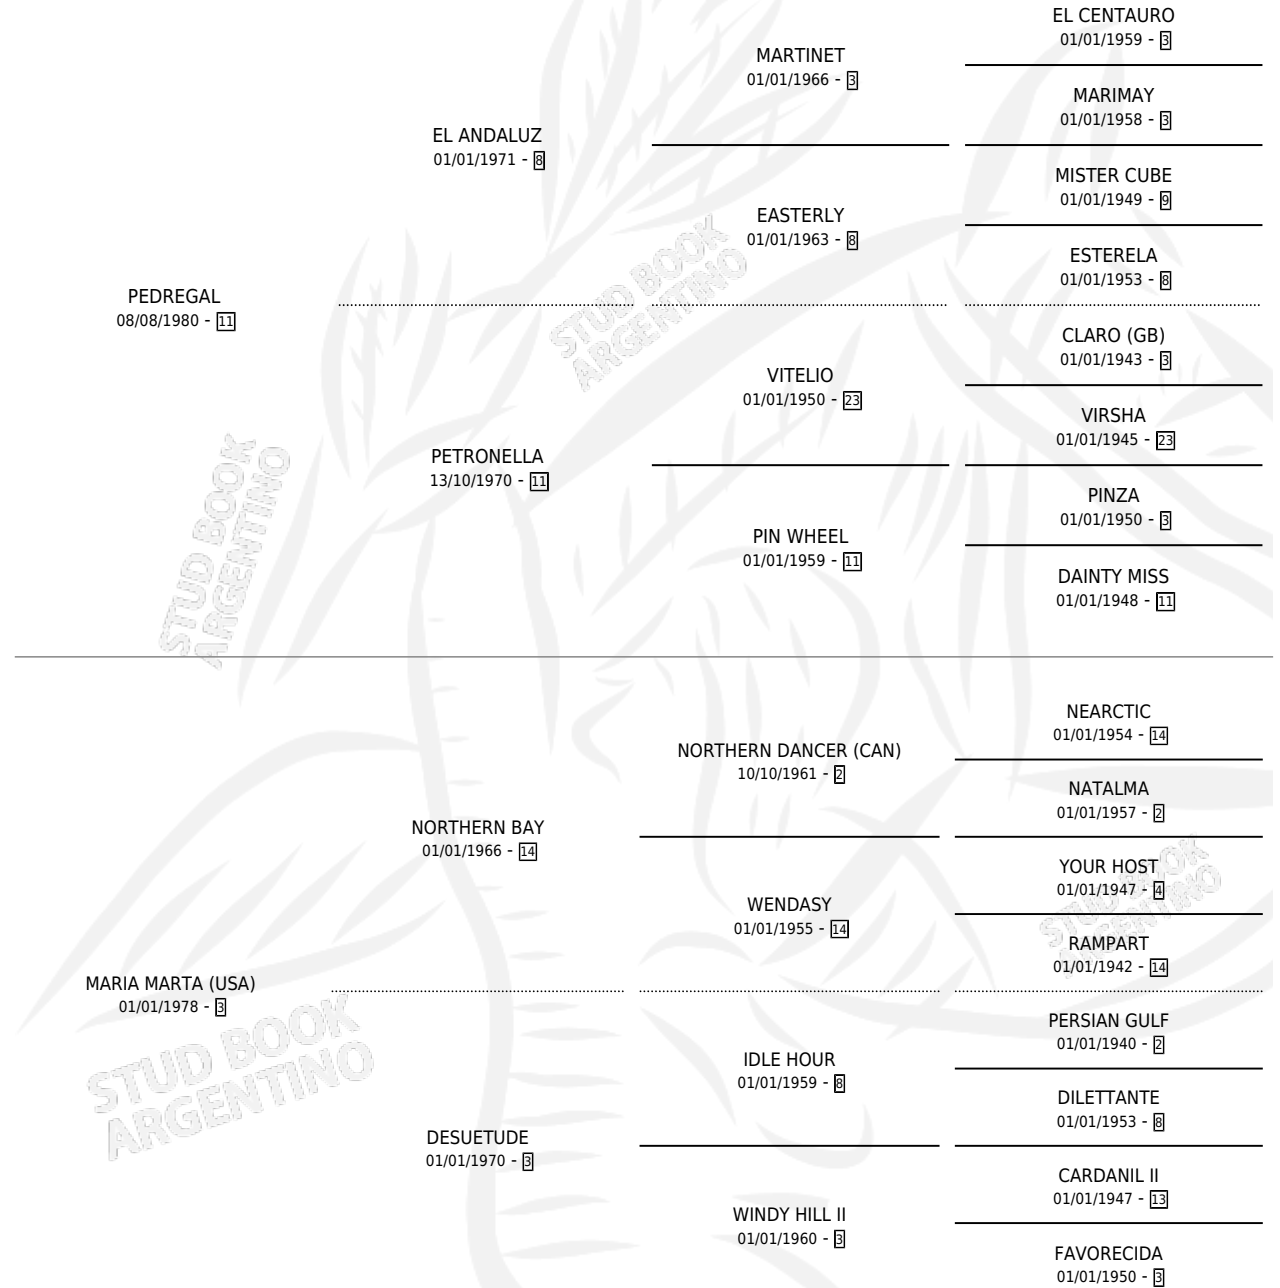 EL CENTAURO
01/01/1959 - 3
MARTINET
01/01/1966 - 3
MARIMAY
01/01/1958 - 3
EL ANDALUZ
01/01/1971 - 8
MISTER CUBE
01/01/1949 - 9
EASTERLY
01/01/1963 - 8
ESTERELA
01/01/1953 - 8
PEDREGAL
08/08/1980 - 11
STUD BOOK
ARGENTINO
CLARO (GB)
01/01/1943 - 3
VITELIO
01/01/1950 - 23
VIRSHA
01/01/1945 - 23
PETRONELLA
13/10/1970 - 11
PINZA
01/01/1950 - 3
PIN WHEEL
01/01/1959 - 11
DAINTY MISS
01/01/1948 - 11
STUD BOOK
ARGENTINO
NEARCTIC
01/01/1954 - 14
NORTHERN DANCER (CAN)
10/10/1961 - 2
NATALMA
01/01/1957 - 2
NORTHERN BAY
01/01/1966 - 14
YOUR HOST
01/01/1947 - 4
WENDASY
01/01/1955 - 14
RAMPART
01/01/1942 - 14
STUD BOOK
ARGENTINO
MARIA MARTA (USA)
01/01/1978 - 3
PERSIAN GULF
01/01/1940 - 2
IDLE HOUR
01/01/1959 - 8
DILETTANTE
01/01/1953 - 8
STUD BOOK
ARGENTINO
DESUETUDE
01/01/1970 - 3
CARDANIL II
01/01/1947 - 13
WINDY HILL II
01/01/1960 - 3
FAVORECIDA
01/01/1950 - 3